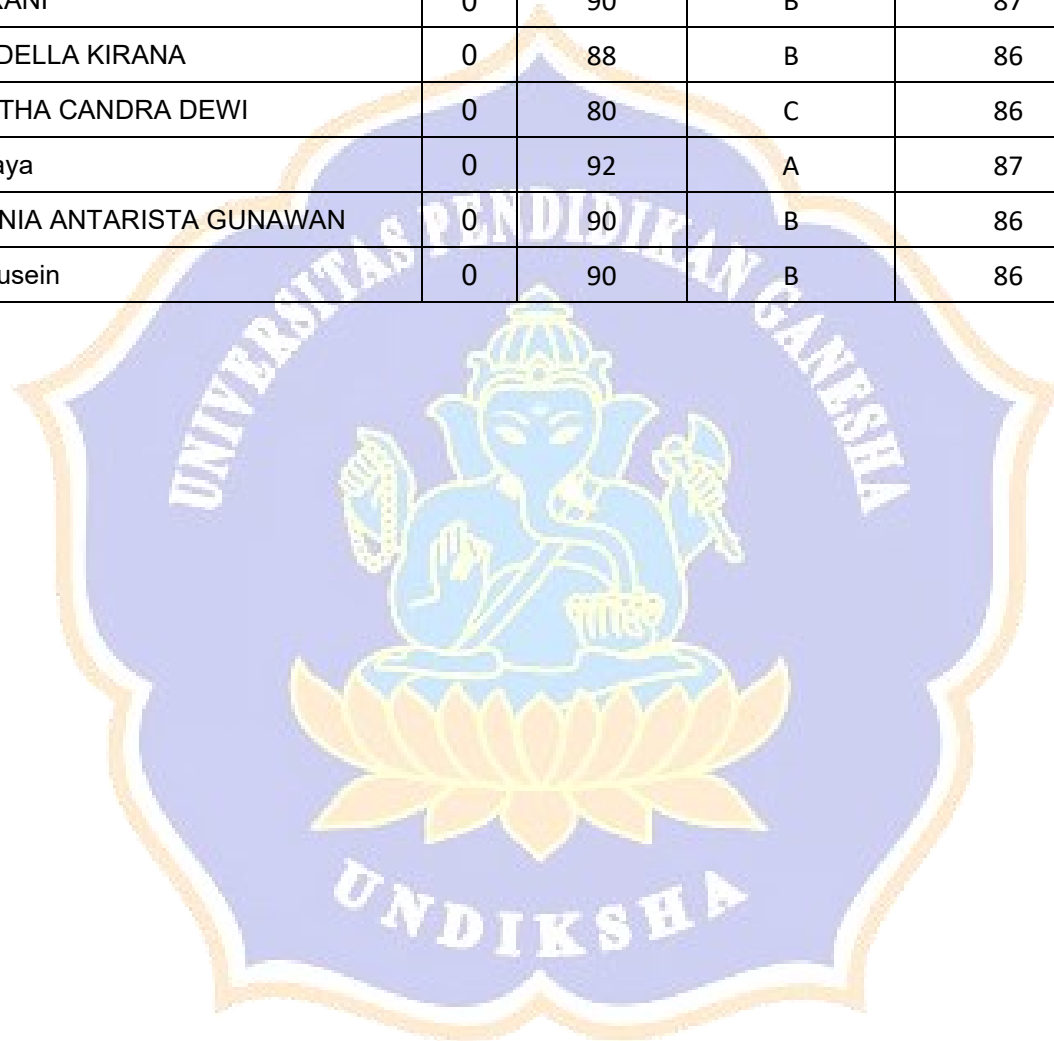 0 90 B 87
DELLA KIRANA 0 88 B 86
THA CANDRA DEWI 0 80 C 86
aya 0 92 A 87
NIA ANTARISTA GUNAWAN 0 90 B 86
usein 0 90 B 86
UNIVERSITAS PENDIDIKAN GANESHA
UNDIKSHA